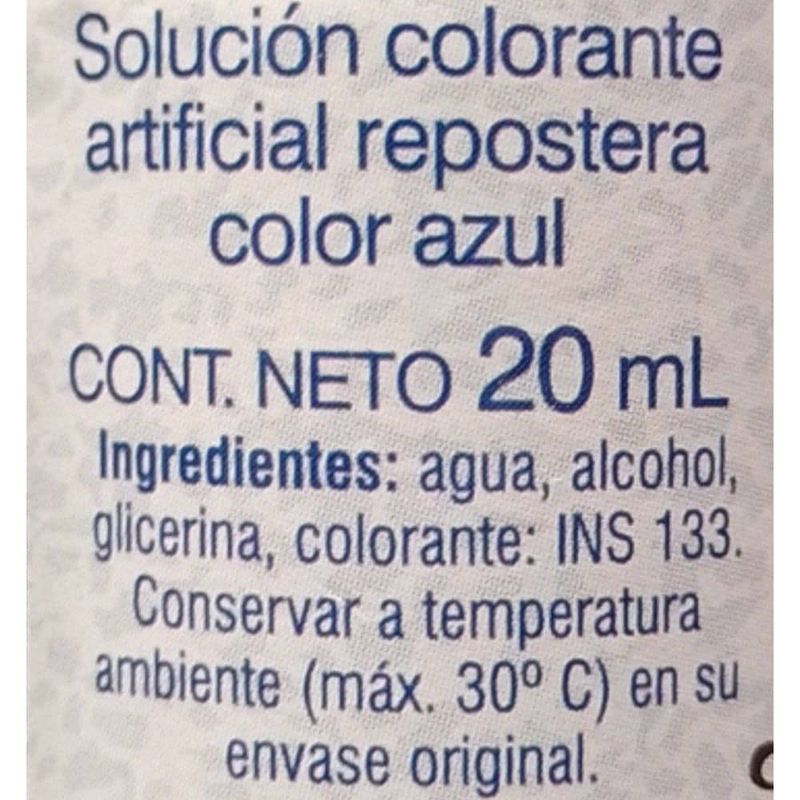 Solución colorante
artificial repostera
color azul
CONT. NETO 20 mL
Ingredientes: agua, alcohol,
glicerina, colorante: INS 133.
Conservar a temperatura
ambiente (máx. 30º C) en su
envase original.